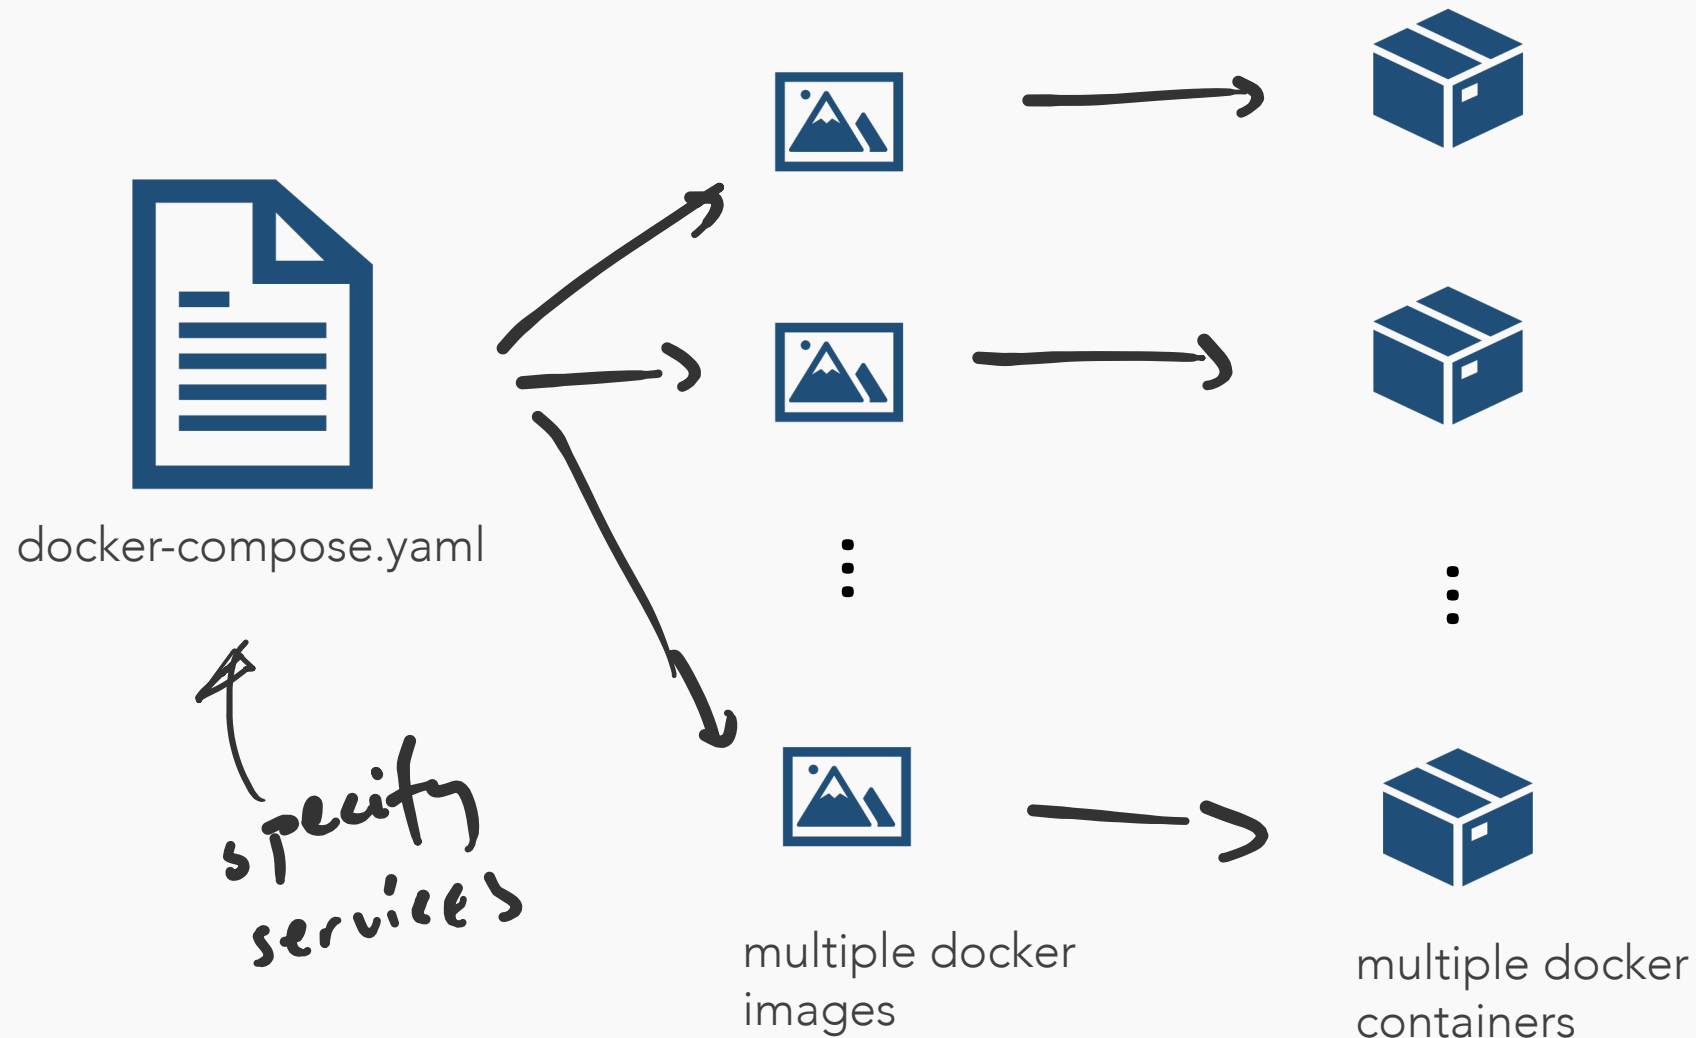 docker-compose.yaml
specify
services
multiple docker
images
multiple docker
containers